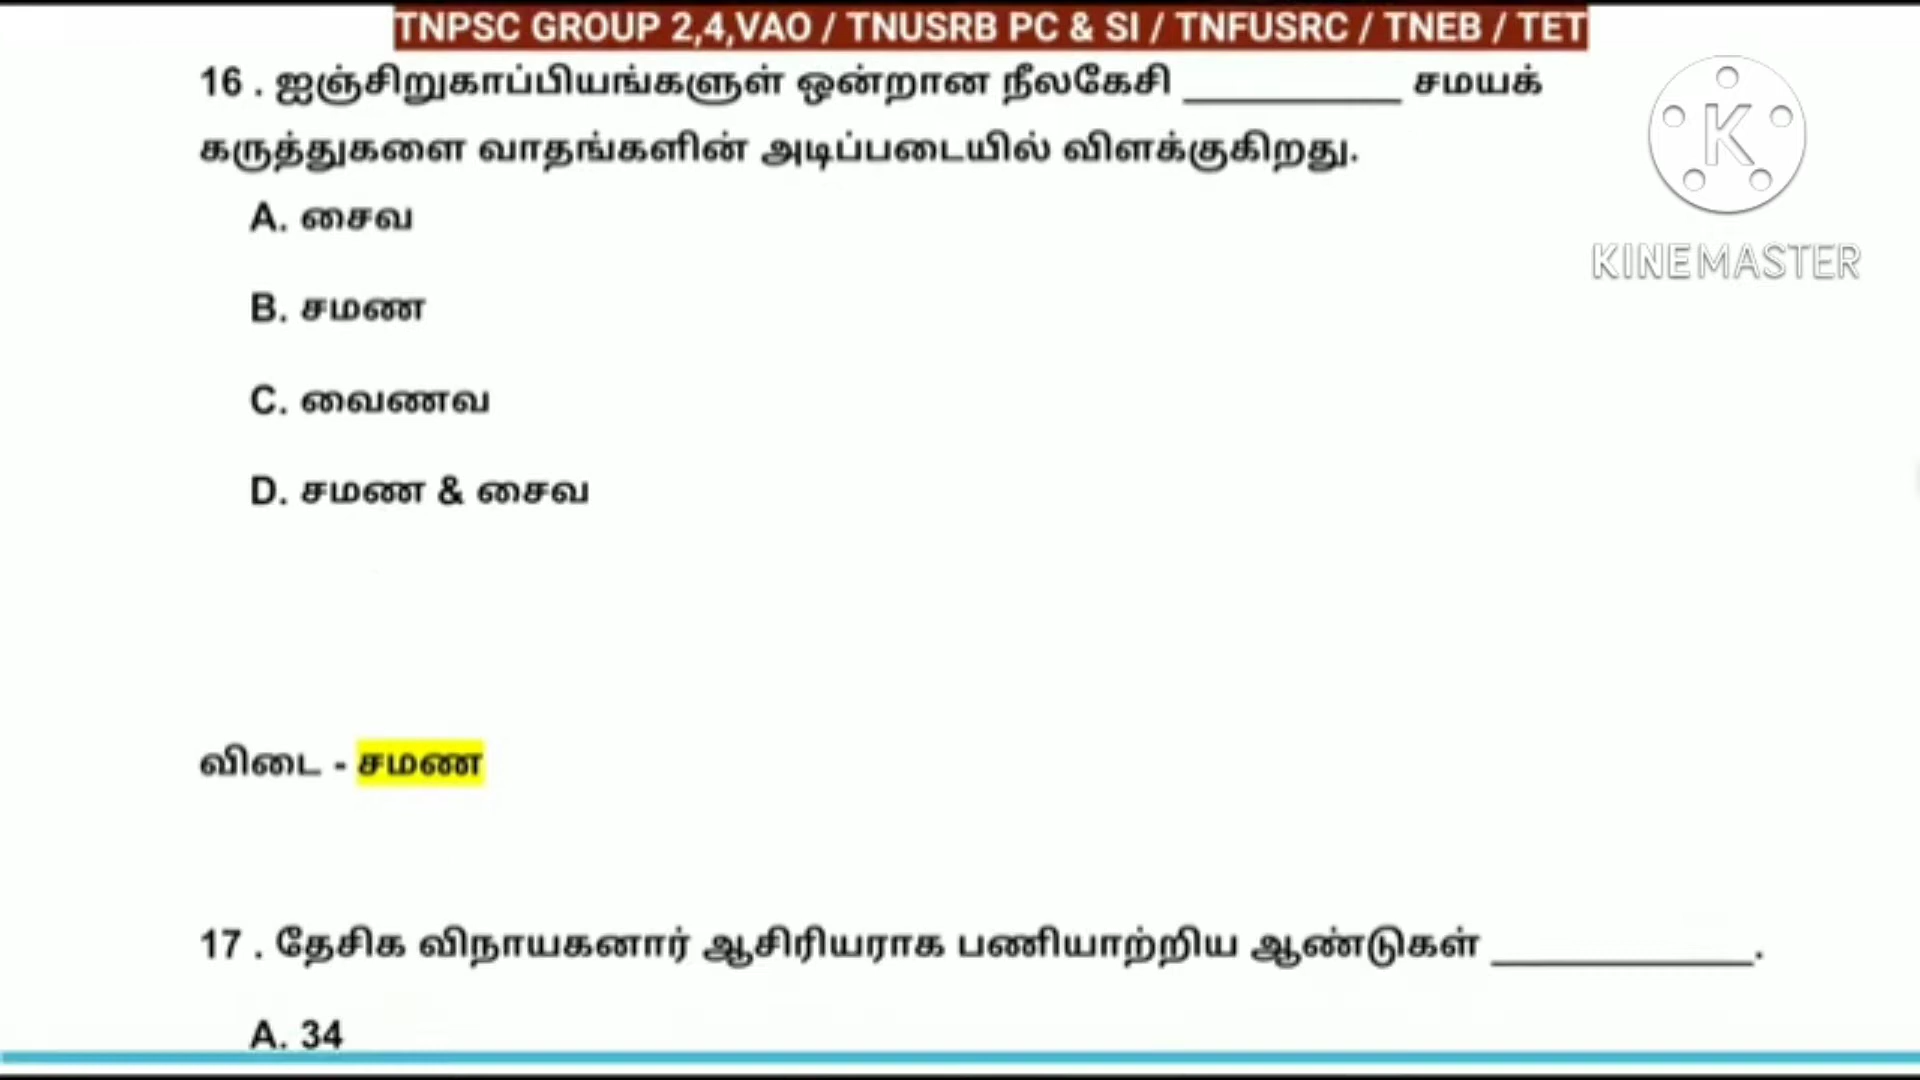 TNPSC GROUP 2,4,VAO / TNUSRB PC & SI / TNFUSRC / TNEB / TET
16 . ஐஞ்சிறுகாப்பியங்களுள் ஒன்றான நீலகேசி __________ சமயக்
கருத்துகளை வாதங்களின் அடிப்படையில் விளக்குகிறது.
A. சைவ
B. சமண
C. வைணவ
D. சமண & சைவ
K
KINEMASTER
விடை - சமண
17 . தேசிக விநாயகனார் ஆசிரியராக பணியாற்றிய ஆண்டுகள் ____________.
A. 34